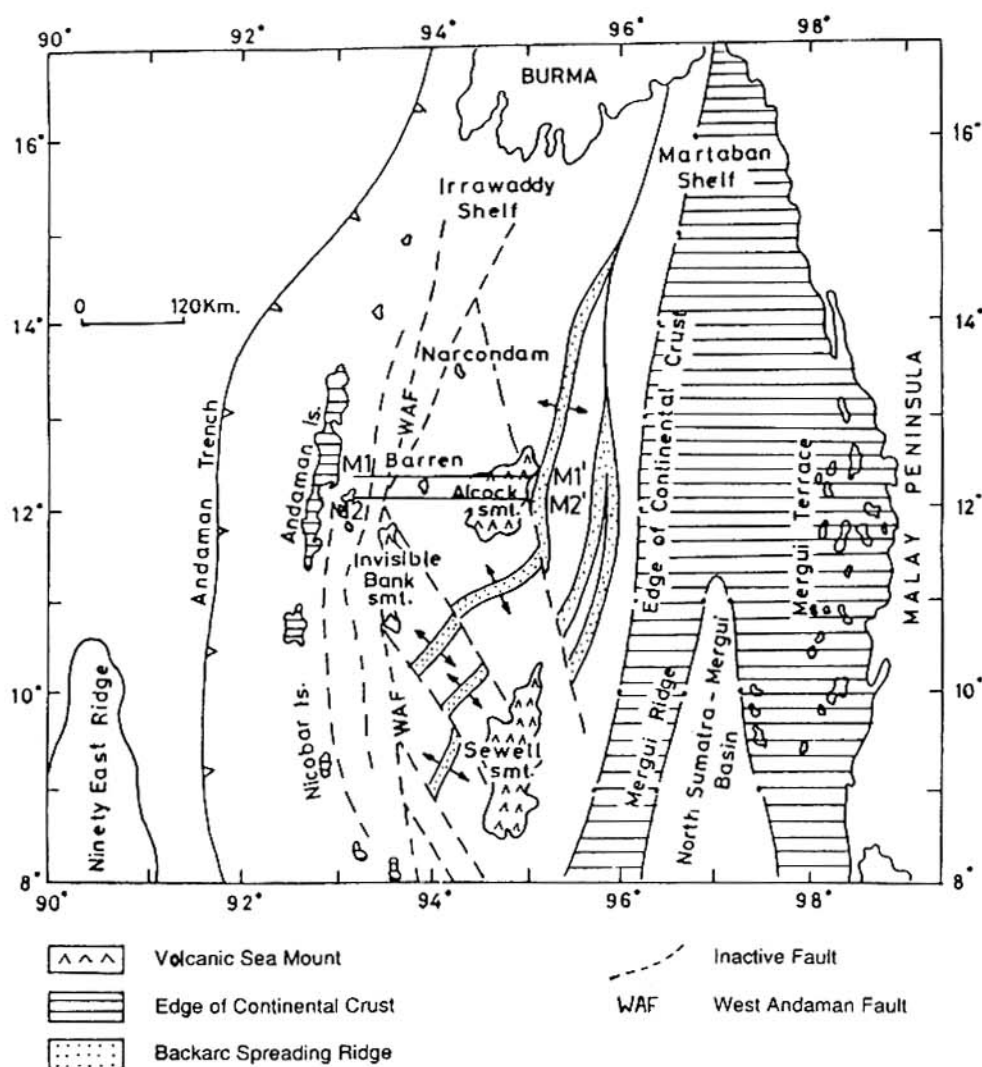 90°
92°
94°
96°
98°
BURMA
16°
16°
Martaban
Shelf
Irrawaddy
Shelf
0 120Km.
14°
14°
Narcondam
Andaman Trench
Andaman Is.
WAF
Edge of Continental Crust
Mergui Terrace
MALAY PENINSULA
M1 Barren M1'
M2 Alcock M2'
smt.
12°
12°
Invisible
Bank
smt.
10°
10°
Ninety East Ridge
Nicobar Is.
WAF
Sewell
smt.
Mergui Ridge
North Sumatra-Mergui
Basin
8°
8°
90°
92°
94°
96°
98°
Volcanic Sea Mount
Inactive Fault
Edge of Continental Crust
WAF West Andaman Fault
Backarc Spreading Ridge